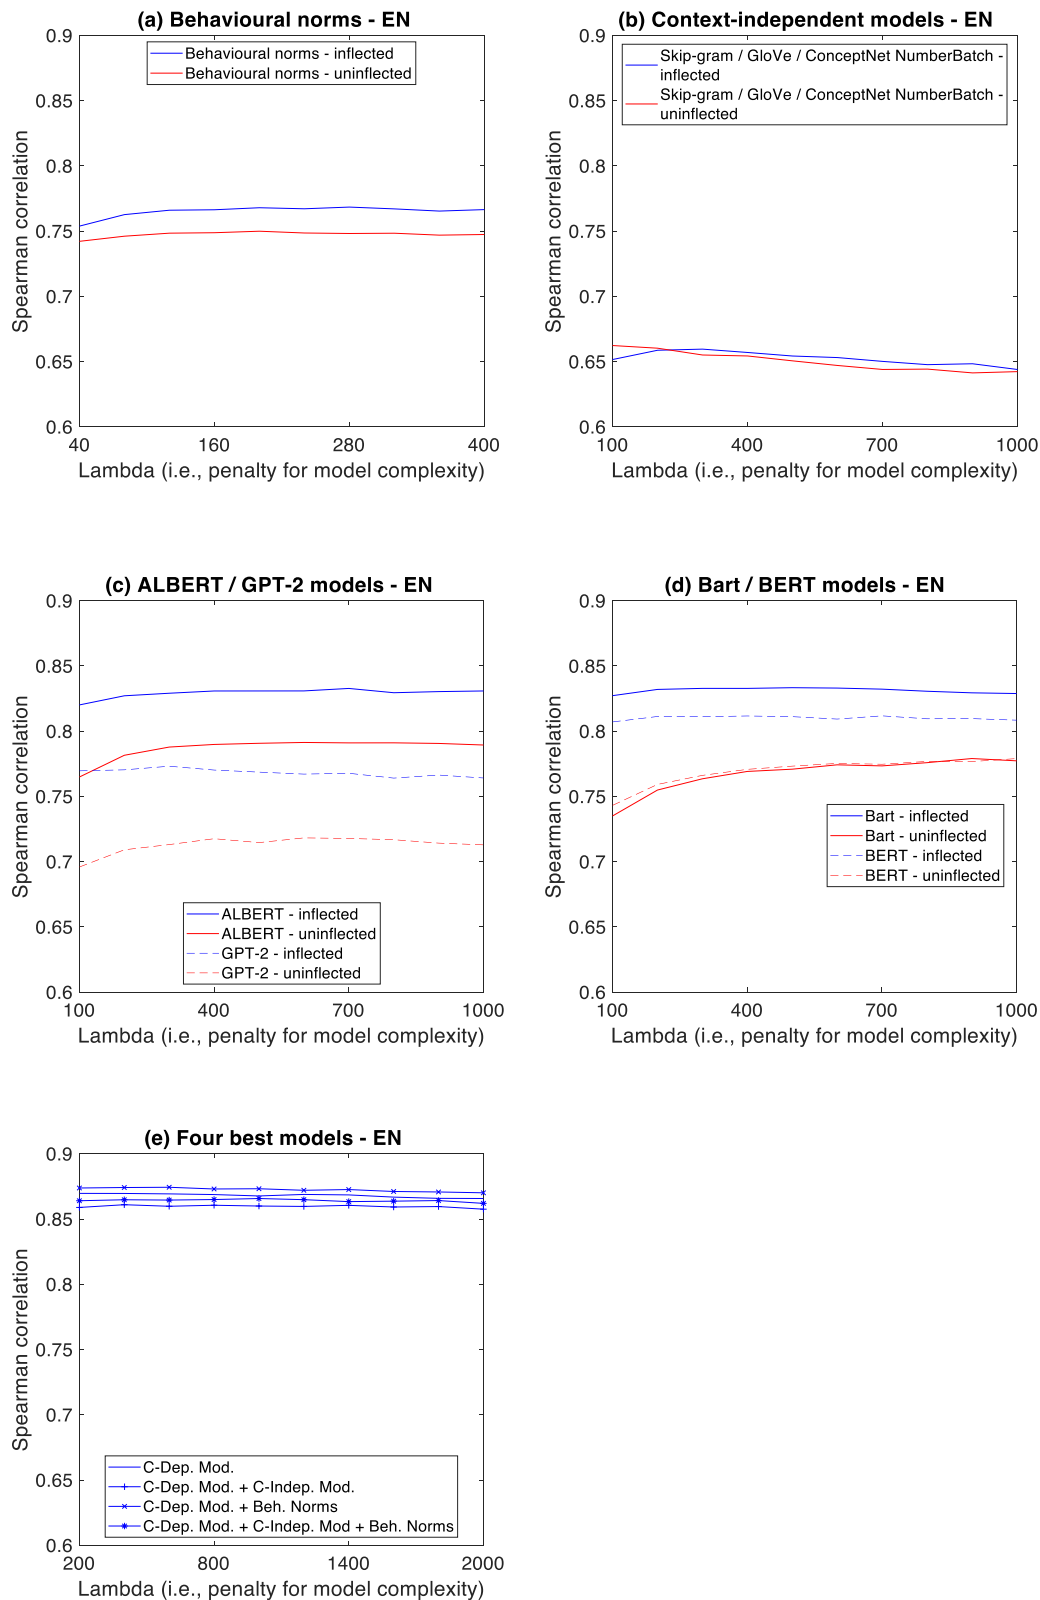 (a) Behavioural norms - EN
0.9
0.85
0.8
0.75
0.7
0.65
0.6
Spearman correlation
Behavioural norms - inflected
Behavioural norms - uninflected
40
160
280
400
Lambda (i.e., penalty for model complexity)
(b) Context-independent models - EN
0.9
0.85
0.8
0.75
0.7
0.65
0.6
Spearman correlation
Skip-gram / GloVe / ConceptNet NumberBatch -
inflected
Skip-gram / GloVe / ConceptNet NumberBatch -
uninflected
100
400
700
1000
Lambda (i.e., penalty for model complexity)
(c) ALBERT / GPT-2 models - EN
0.9
0.85
0.8
0.75
0.7
0.65
0.6
Spearman correlation
ALBERT - inflected
ALBERT - uninflected
GPT-2 - inflected
GPT-2 - uninflected
100
400
700
1000
Lambda (i.e., penalty for model complexity)
(d) Bart / BERT models - EN
0.9
0.85
0.8
0.75
0.7
0.65
0.6
Spearman correlation
Bart - inflected
Bart - uninflected
BERT - inflected
BERT - uninflected
100
400
700
1000
Lambda (i.e., penalty for model complexity)
(e) Four best models - EN
0.9
0.85
0.8
0.75
0.7
0.65
0.6
Spearman correlation
C-Dep. Mod.
C-Dep. Mod. + C-Indep. Mod.
C-Dep. Mod. + Beh. Norms
C-Dep. Mod. + C-Indep. Mod + Beh. Norms
200
800
1400
2000
Lambda (i.e., penalty for model complexity)